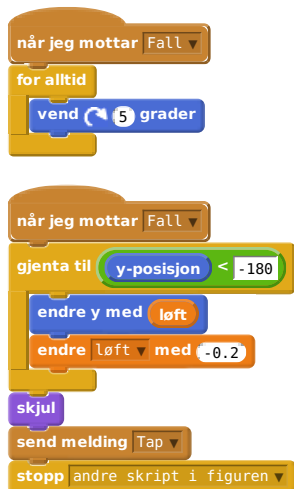 når jeg mottar Fall
for alltid
vend 5 grader
når jeg mottar Fall
gjenta til y-posisjon < -180
endre y med løft
endre løft med -0.2
skjul
send melding Tap
stopp andre skript i figuren